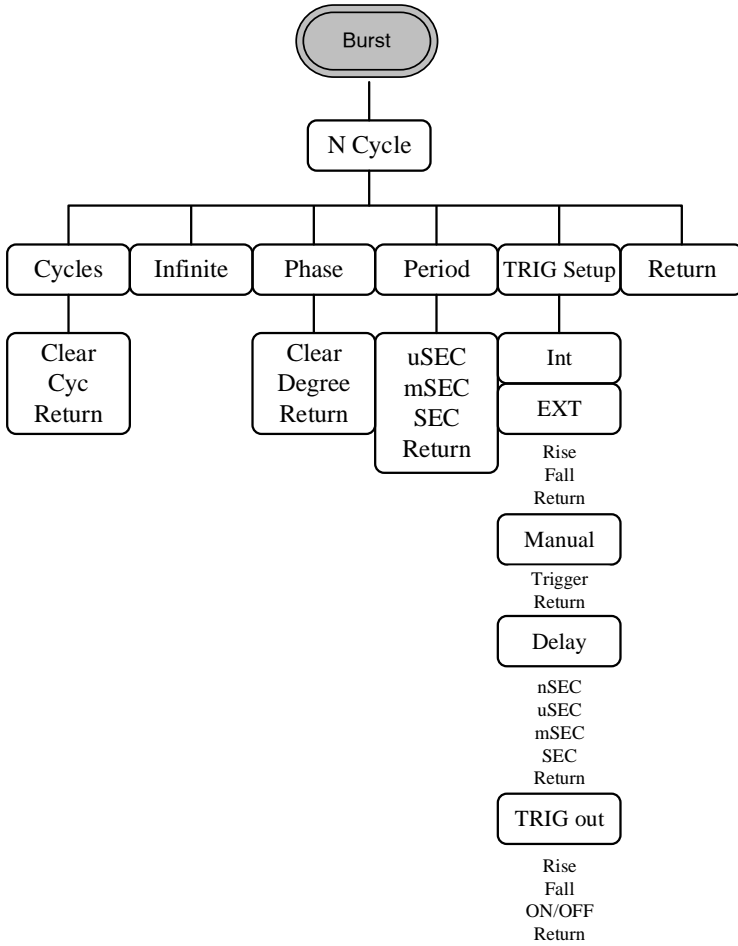 Burst
N Cycle
Cycles
Infinite
Phase
Period
TRIG Setup
Return
Clear
Cyc
Return
Clear
Degree
Return
uSEC
mSEC
SEC
Return
Int
EXT
Rise
Fall
Return
Manual
Trigger
Return
Delay
nSEC
uSEC
mSEC
SEC
Return
TRIG out
Rise
Fall
ON/OFF
Return